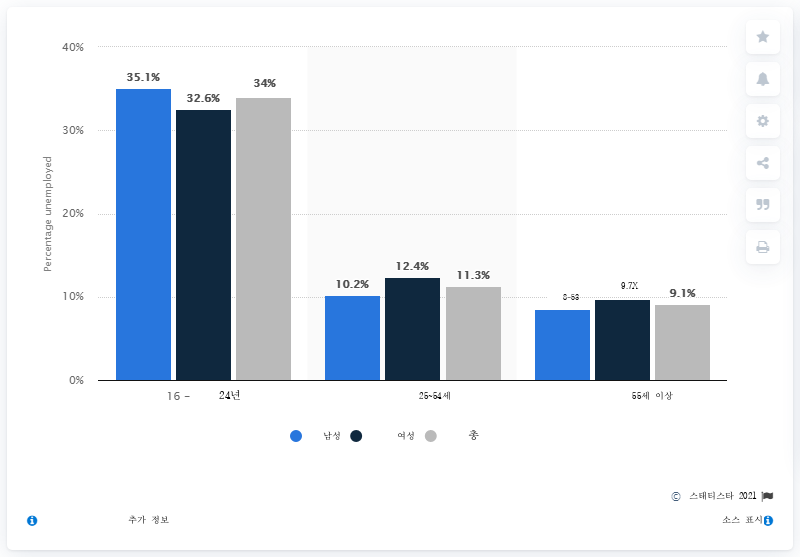 40%
35.1%
32.6%
34%
30%
Percentage unemployed
20%
12.4%
11.3%
10.2%
9.7%
9.1%
10%
0%
16 – 24년
25~54세
55세 이상
남성 여성 총
© 스태티스타 2021
추가 정보
소스 표시